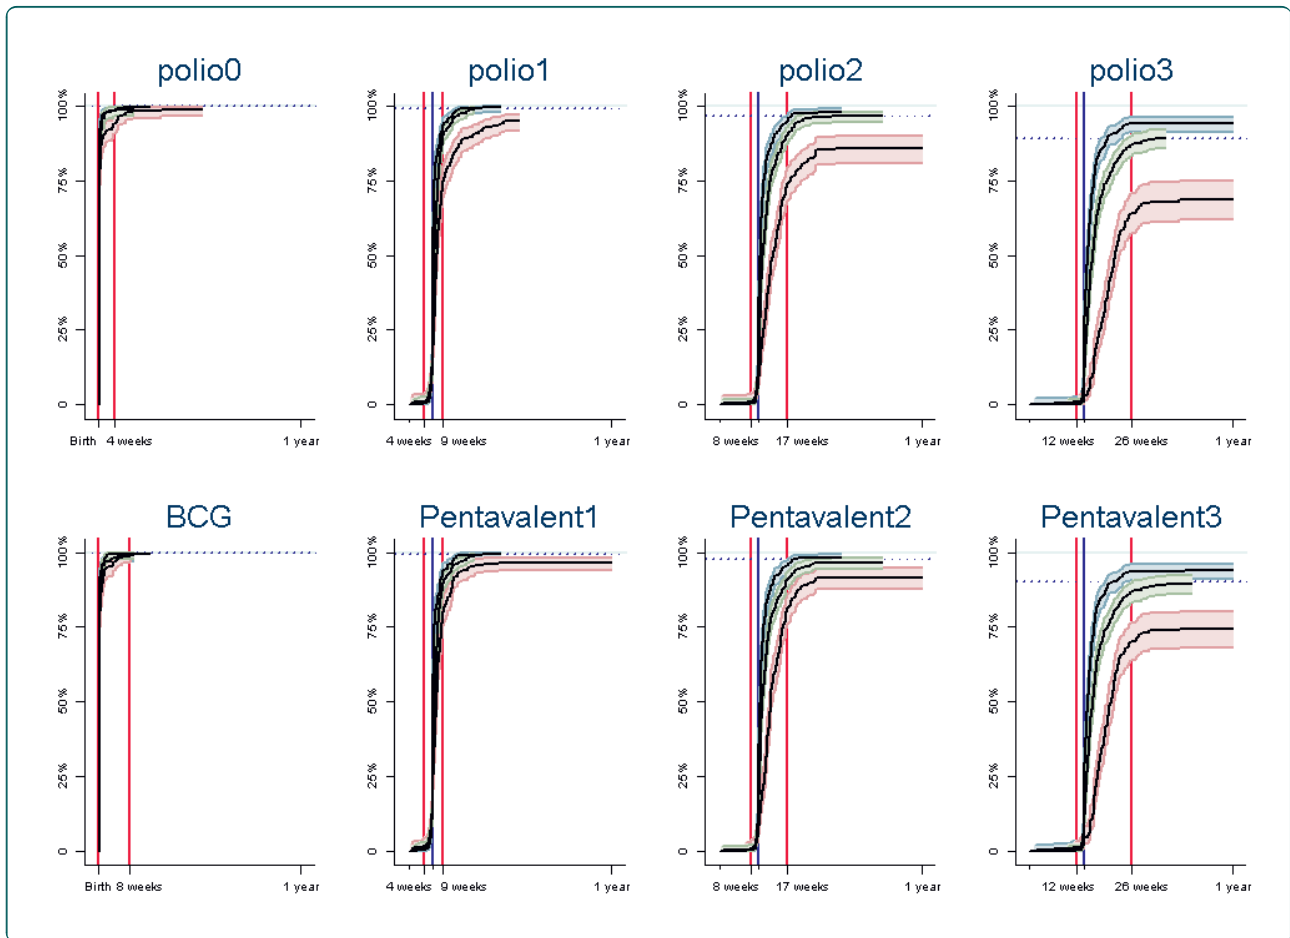 polio0 polio1 polio2 polio3
100% 100% 100% 100%
75% 75% 75% 75%
50% 50% 50% 50%
25% 25% 25% 25%
0 0 0 0
Birth 4 weeks 1 year 4 weeks 9 weeks 1 year 8 weeks 17 weeks 1 year 12 weeks 26 weeks 1 year
BCG Pentavalent1 Pentavalent2 Pentavalent3
100% 100% 100% 100%
75% 75% 75% 75%
50% 50% 50% 50%
25% 25% 25% 25%
0 0 0 0
Birth 8 weeks 1 year 4 weeks 9 weeks 1 year 8 weeks 17 weeks 1 year 12 weeks 26 weeks 1 year